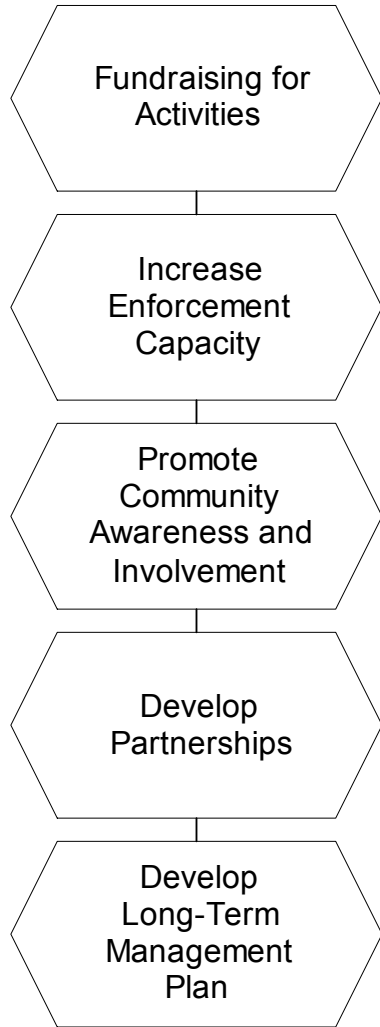 Fundraising for
Activities
Increase
Enforcement
Capacity
Promote
Community
Awareness and
Involvement
Develop
Partnerships
Develop
Long-Term
Management
Plan